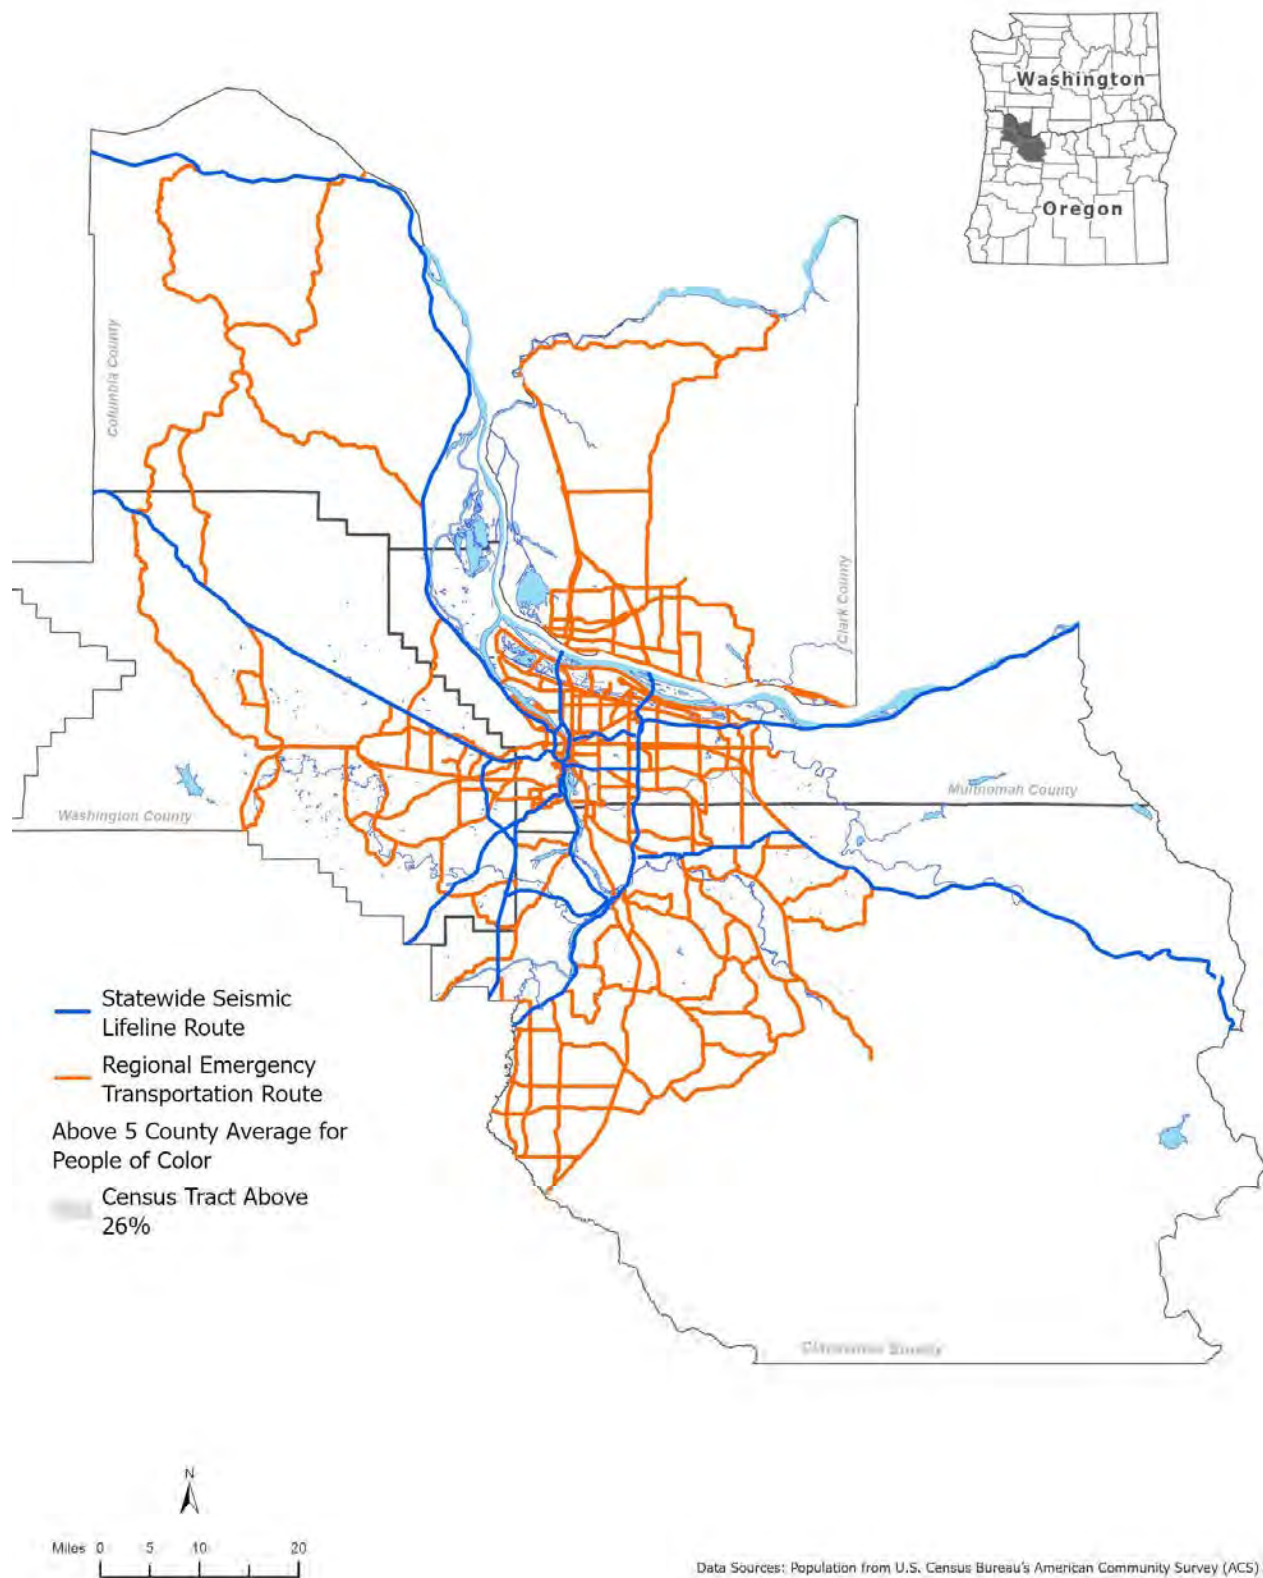 Washington
Oregon
Columbia County
Clark County
Multnomah County
Washington County
Statewide Seismic
Lifeline Route
Regional Emergency
Transportation Route
Above 5 County Average for
People of Color
Census Tract Above
26%
Clackamas County
N
Miles 0 5 10 20
Data Sources: Population from U.S. Census Bureau's American Community Survey (ACS)